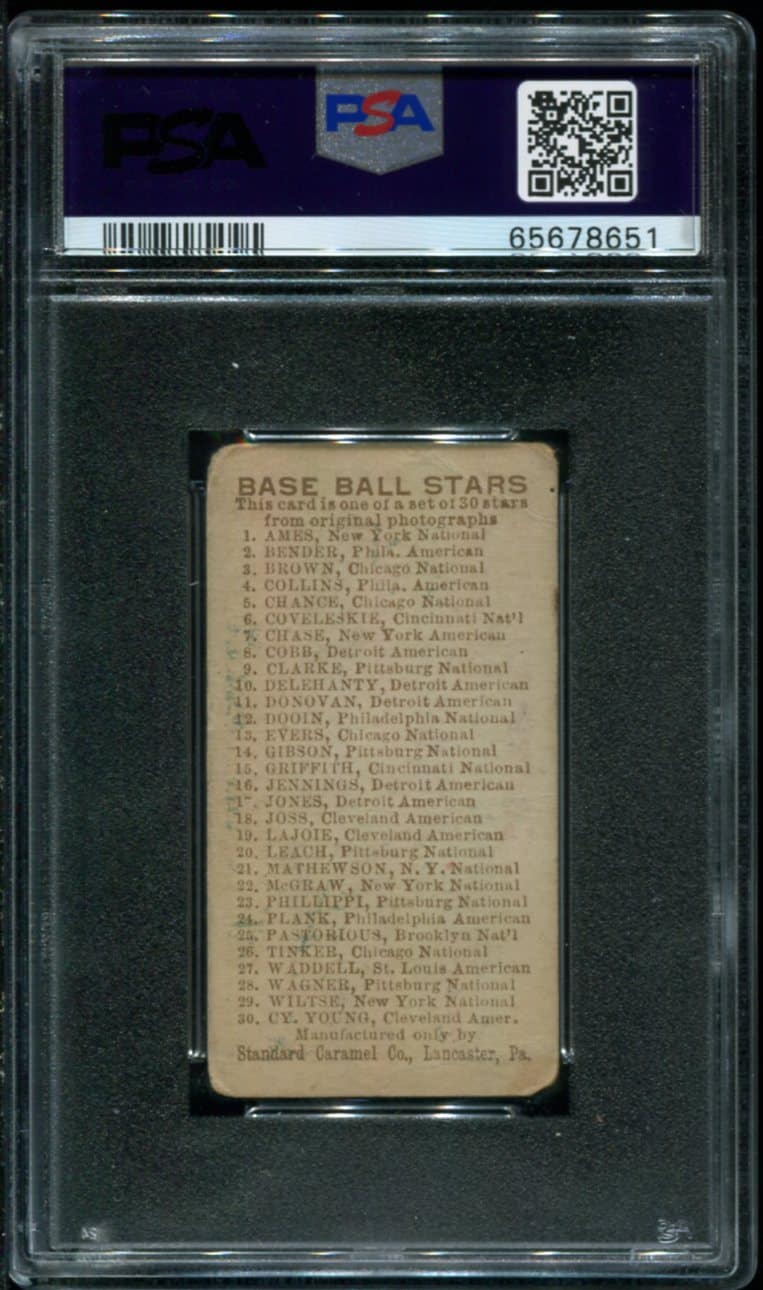 PSA
PSA
65678651
BASE BALL STARS
This card is one of a set of 30 stars
from original photographs
1. AMES, New York National
2. BENDER, Phila. American
3. BROWN, Chicago National
4. COLLINS, Phila. American
5. CHANCE, Chicago National
6. COVELESKIE, Cincinnati Nat'l
7. CHASE, New York American
8. COBB, Detroit American
9. CLARKE, Pittsburg National
10. DELEHANTY, Detroit American
11. DONOVAN, Detroit American
12. DOOIN, Philadelphia National
13. EVERS, Chicago National
14. GIBSON, Pittsburg National
15. GRIFFITH, Cincinnati National
16. JENNINGS, Detroit American
17. JONES, Detroit American
18. JOSS, Cleveland American
19. LAJOIE, Cleveland American
20. LEACH, Pittsburg National
21. MATHEWSON, N. Y. National
22. McGRAW, New York National
23. PHILLIPPI, Pittsburg National
24. PLANK, Philadelphia American
25. PASTORIOUS, Brooklyn Nat'l
26. TINKER, Chicago National
27. WADDELL, St. Louis American
28. WAGNER, Pittsburg National
29. WILTSE, New York National
30. CY. YOUNG, Cleveland Amer.
Manufactured only by
Standard Caramel Co., Lancaster, Pa.